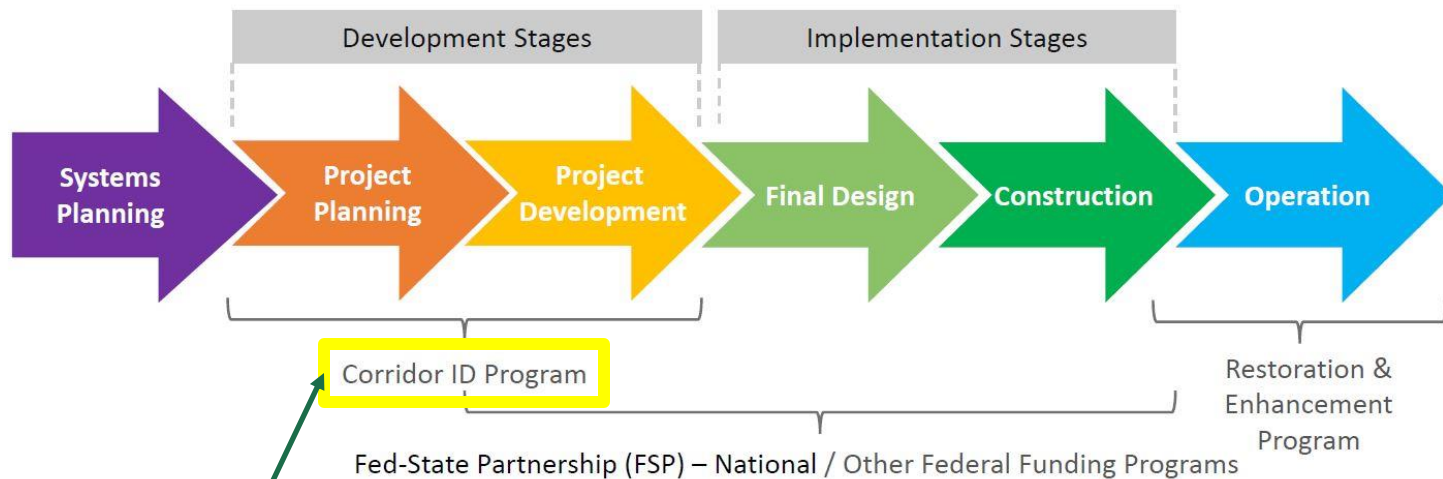 Development Stages
Implementation Stages
Systems
Planning
Project
Planning
Project
Development
Final Design
Construction
Operation
Corridor ID Program
Restoration &
Enhancement
Program
Fed-State Partnership (FSP) – National / Other Federal Funding Programs